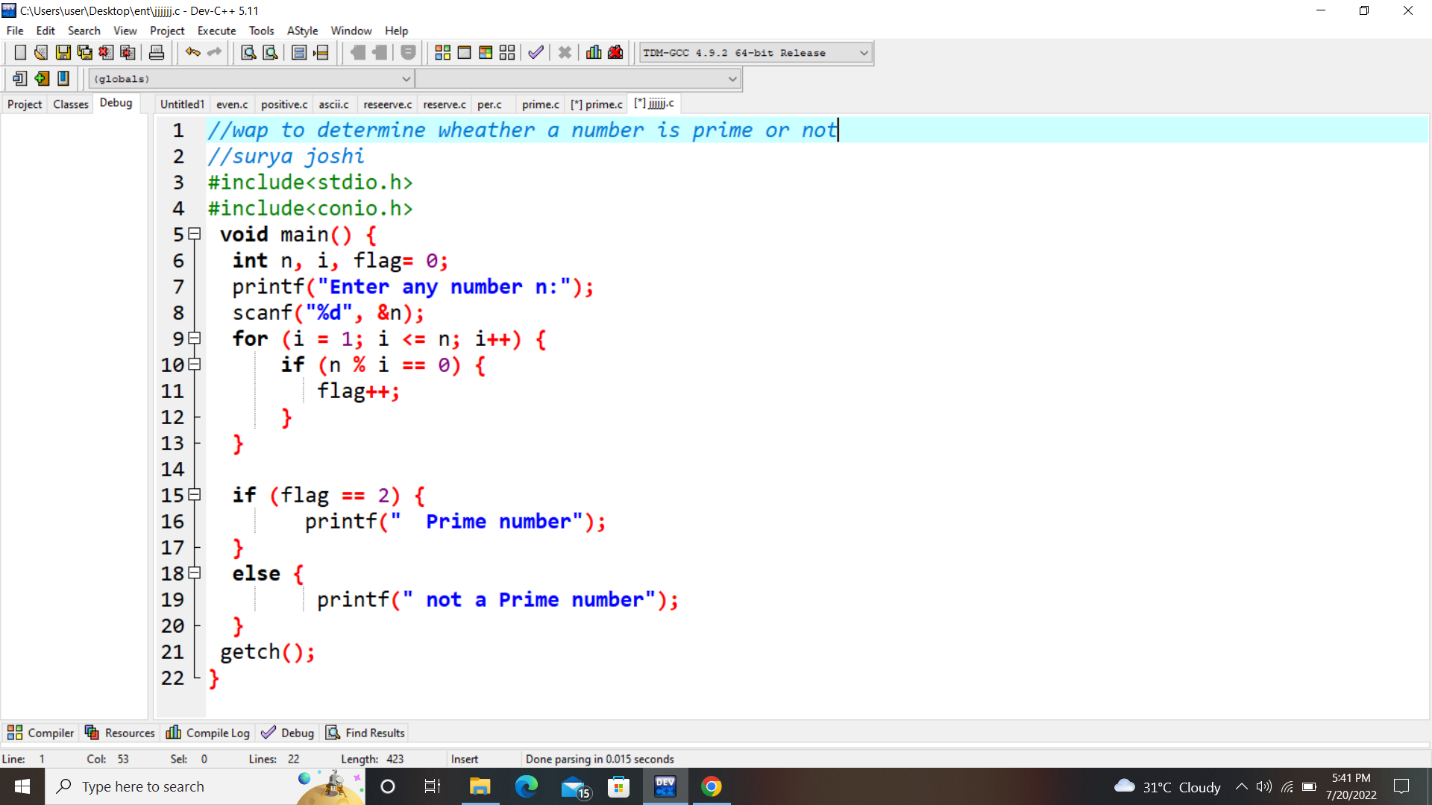 C:\Users\user\Desktop\ent\jjjjjj.c - Dev-C++ 5.11
File Edit Search View Project Execute Tools AStyle Window Help
TDM-GCC 4.9.2 64-bit Release
(globals)
Project Classes Debug Untitled1 even.c positive.c ascii.c reseerve.c reserve.c per.c prime.c [*] prime.c [*] jjjjjj.c
1 //wap to determine wheather a number is prime or not
2 //surya joshi
3 #include<stdio.h>
4 #include<conio.h>
5 void main() {
6 int n, i, flag= 0;
7 printf("Enter any number n:");
8 scanf("%d", &n);
9 for (i = 1; i <= n; i++) {
10 if (n % i == 0) {
11 flag++;
12 }
13 }
14
15 if (flag == 2) {
16 printf("  Prime number");
17 }
18 else {
19 printf(" not a Prime number");
20 }
21 getch();
22 }
Compiler Resources Compile Log Debug Find Results
Line: 1 Col: 53 Sel: 0 Lines: 22 Length: 423 Insert Done parsing in 0.015 seconds
Type here to search 15 DEV C++ 31°C Cloudy 5:41 PM
7/20/2022